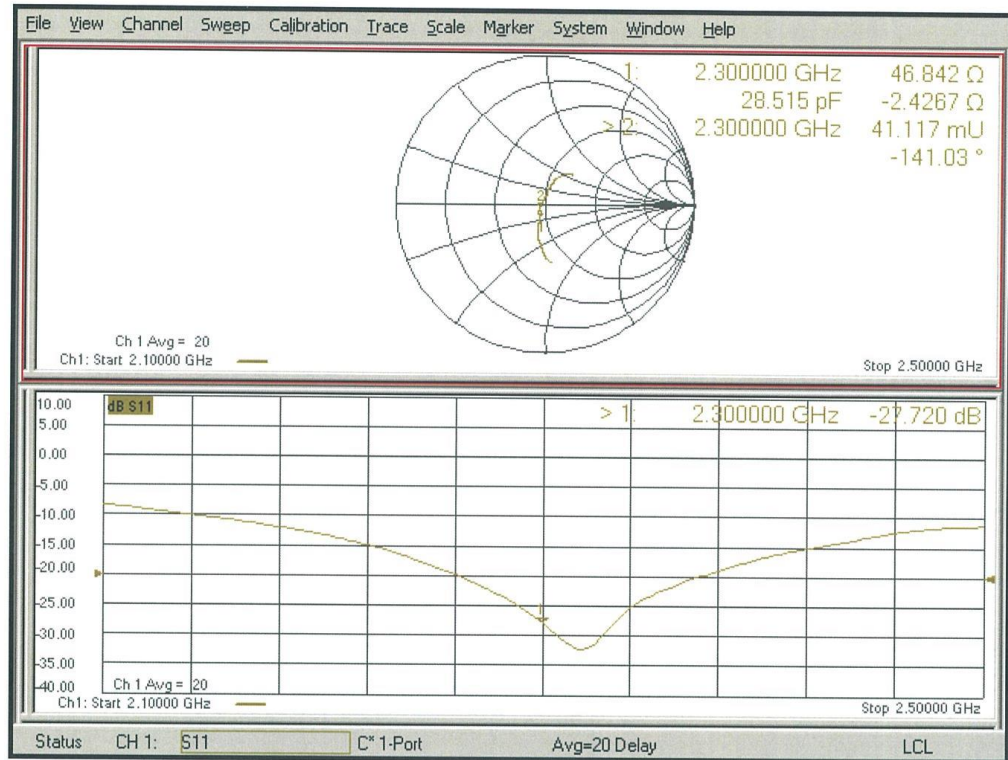 File View Channel Sweep Calibration Trace Scale Marker System Window Help
1: 2.300000 GHz 46.842 Ω
28.515 pF -2.4267 Ω
> 2: 2.300000 GHz 41.117 mU
-141.03 °
Ch 1 Avg = 20
Ch1: Start 2.10000 GHz
Stop 2.50000 GHz
10.00
dB S11
> 1: 2.300000 GHz -27.720 dB
5.00
0.00
-5.00
-10.00
-15.00
-20.00
-25.00
-30.00
-35.00
-40.00
Ch 1 Avg = 20
Ch1: Start 2.10000 GHz
Stop 2.50000 GHz
Status CH 1: S11 C* 1-Port Avg=20 Delay LCL